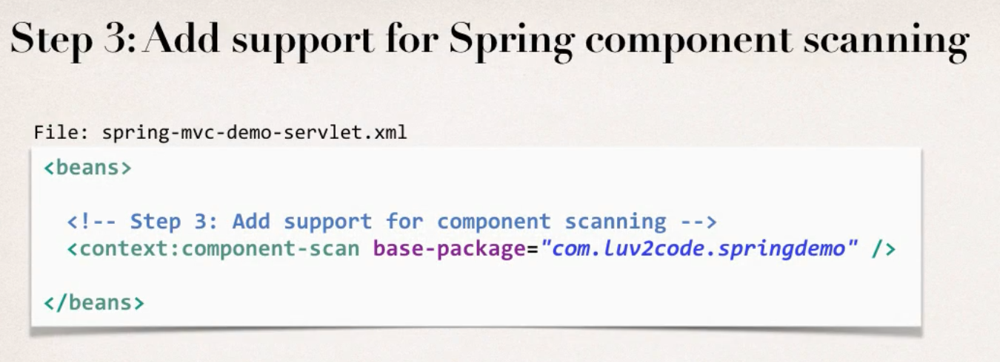 Step 3: Add support for Spring component scanning
File: spring-mvc-demo-servlet.xml
<beans>
<!-- Step 3: Add support for component scanning -->
<context:component-scan base-package="com.luv2code.springdemo" />
</beans>